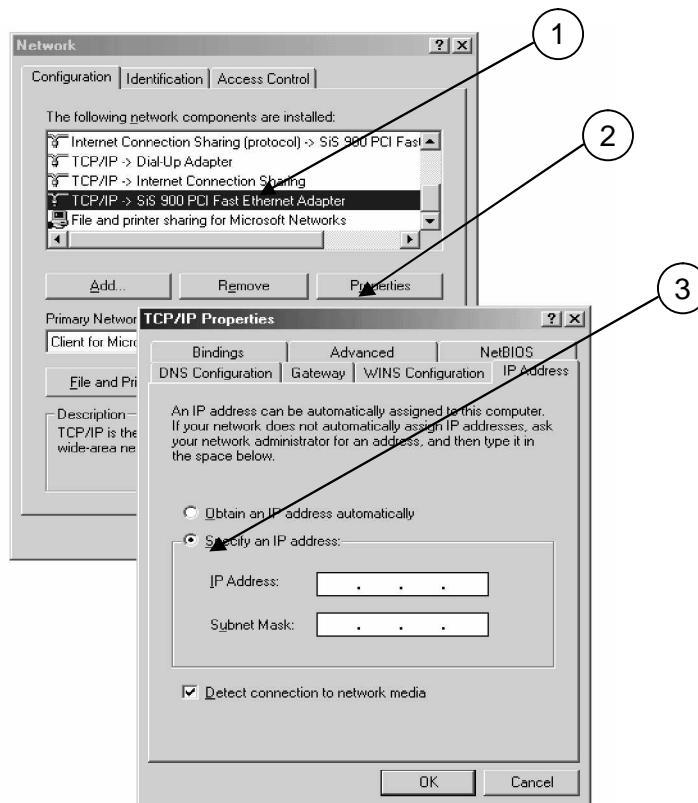 1
Network
Configuration Identification Access Control
2
The following network components are installed:
Internet Connection Sharing (protocol) -> SiS 900 PCI Fast
TCP/IP -> Dial-Up Adapter
TCP/IP -> Internet Connection Sharing
TCP/IP -> SiS 900 PCI Fast Ethernet Adapter
File and printer sharing for Microsoft Networks
3
Add... Remove Properties
Primary Networ
Client for Micro
File and Pri
Description
TCP/IP is the
wide-area ne
TCP/IP Properties
Bindings Advanced NetBIOS
DNS Configuration Gateway WINS Configuration IP Address
An IP address can be automatically assigned to this computer.
If your network does not automatically assign IP addresses, ask
your network administrator for an address, and then type it in
the space below.
Obtain an IP address automatically
Specify an IP address:
IP Address: . . .
Subnet Mask: . . .
Detect connection to network media
OK Cancel